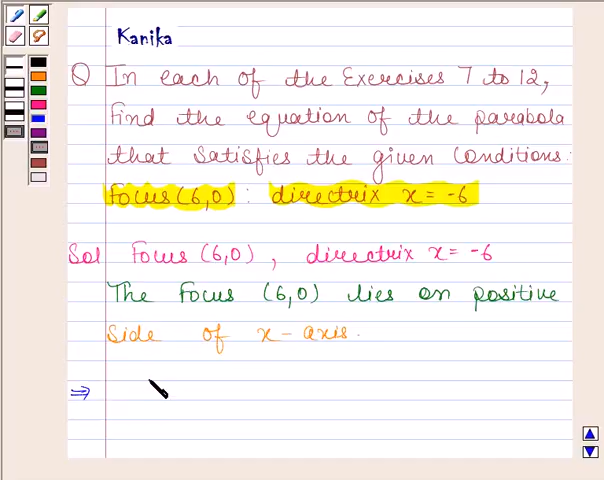 Kanika
Q In each of the Exercises 7 to 12,
find the equation of the parabola
that satisfies the given conditions:
Focus (6,0): directrix x = -6
Sol Focus (6,0), directrix x = -6
The Focus (6,0) lies on positive
side of x-axis.
⇒